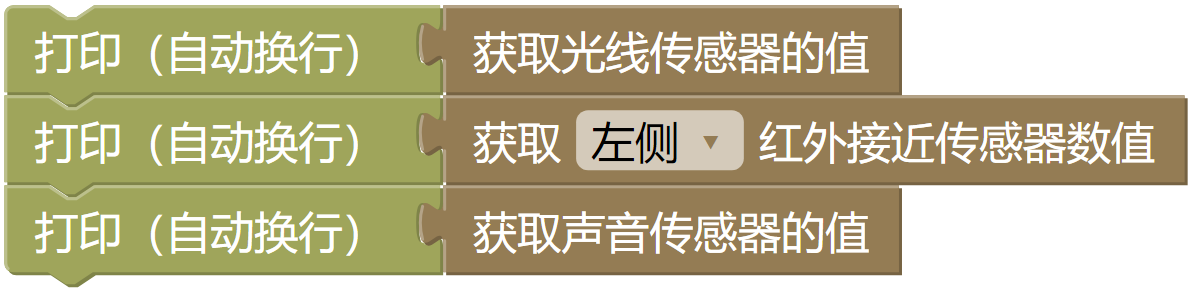 打印（自动换行） 获取光线传感器的值
打印（自动换行） 获取 左侧 红外接近传感器数值
打印（自动换行） 获取声音传感器的值